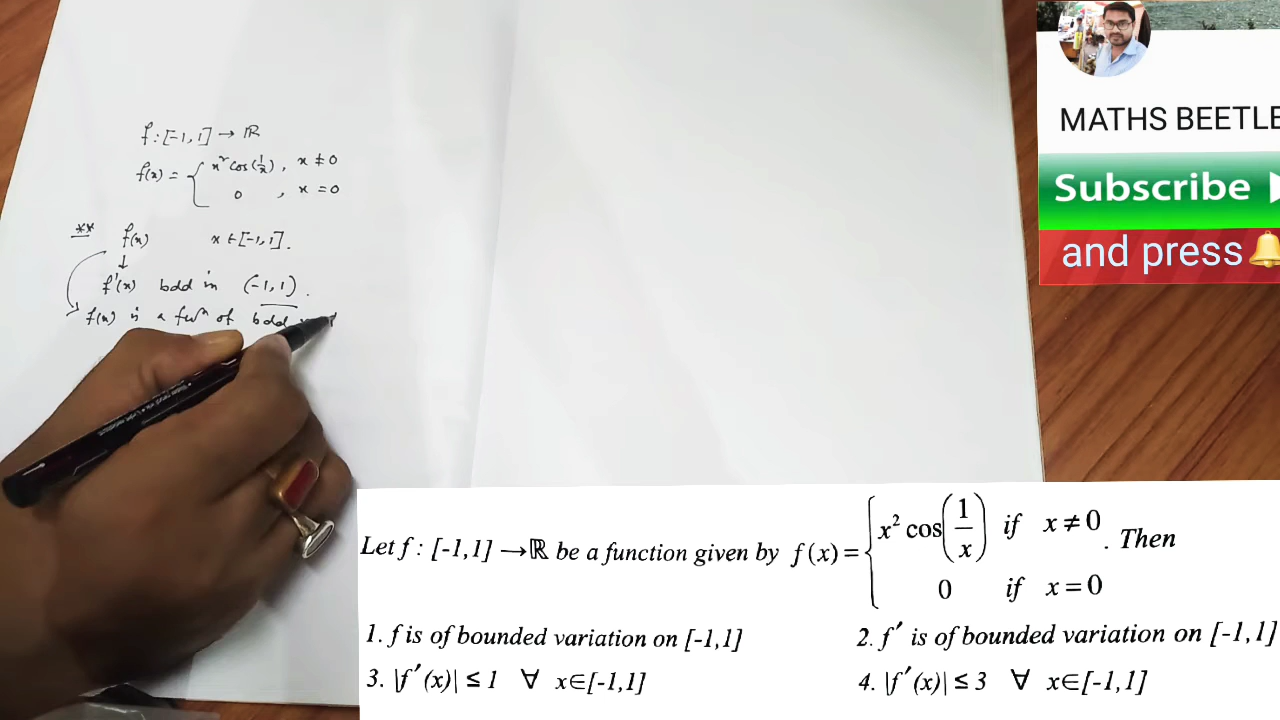 f : [-1, 1] → ℝ
f(x) = { x² cos(1/x), x ≠ 0
0 , x = 0
** f(x) x ∈ [-1, 1].
↓
f'(x) bdd in (-1, 1).
f(x) is a fun of bdd
MATHS BEETLE
Subscribe
and press
Let f : [-1,1] → ℝ be a function given by f(x) = { x² cos(1/x) if x ≠ 0 . Then
0 if x = 0
1. f is of bounded variation on [-1,1] 2. f′ is of bounded variation on [-1,1]
3. |f′(x)| ≤ 1 ∀ x∈[-1,1] 4. |f′(x)| ≤ 3 ∀ x∈[-1,1]